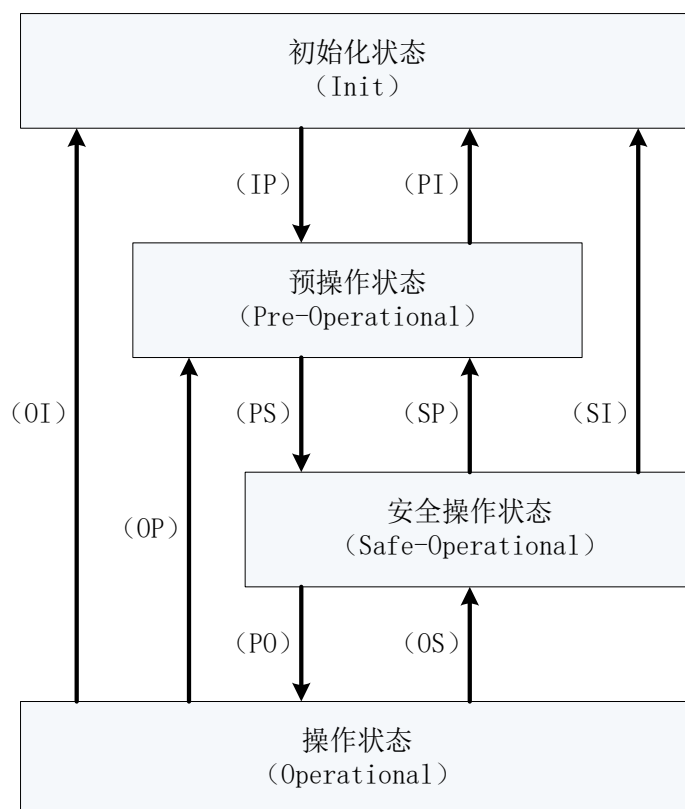 初始化状态
（Init）
（IP）
（PI）
预操作状态
（Pre-Operational）
（OI）
（PS）
（SP）
（SI）
（OP）
安全操作状态
（Safe-Operational）
（PO）
（OS）
操作状态
（Operational）